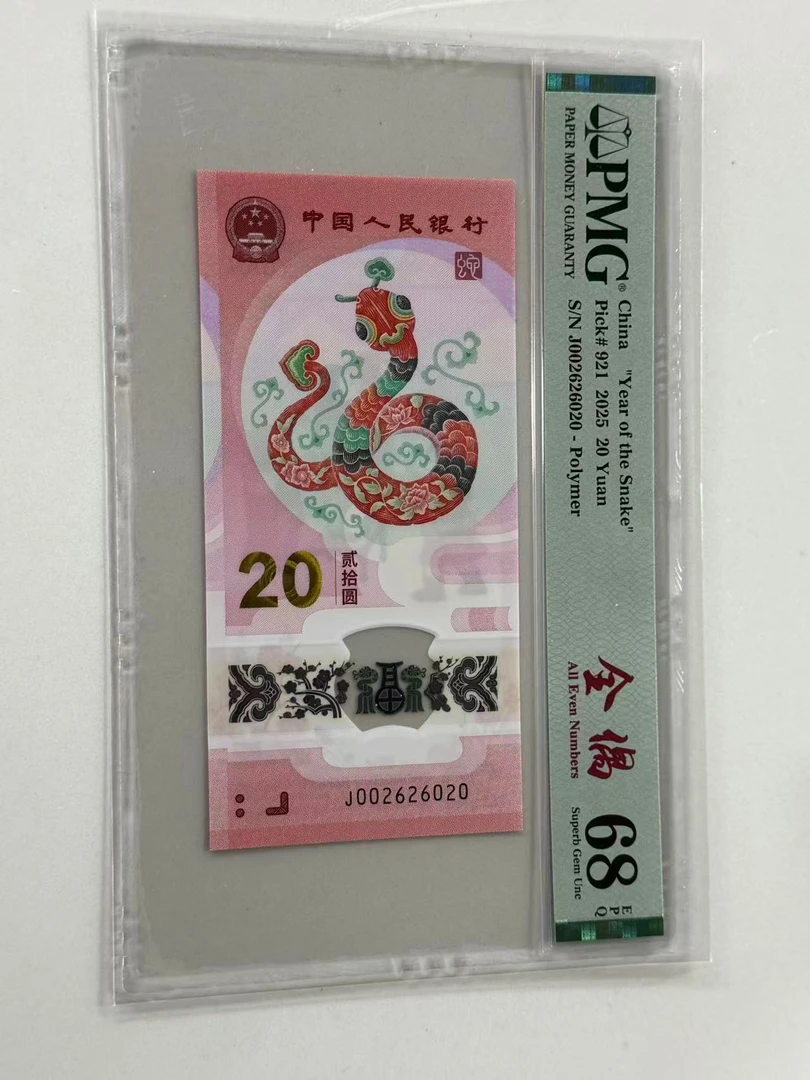 中国人民银行
蛇
20
贰拾圆
J002626020
PMG®
PAPER MONEY GUARANTY
China "Year of the Snake"
Pick# 921 2025 20 Yuan
S/N J002626020 - Polymer
全偶
All Even Numbers
68 EPQ
Superb Gem Unc